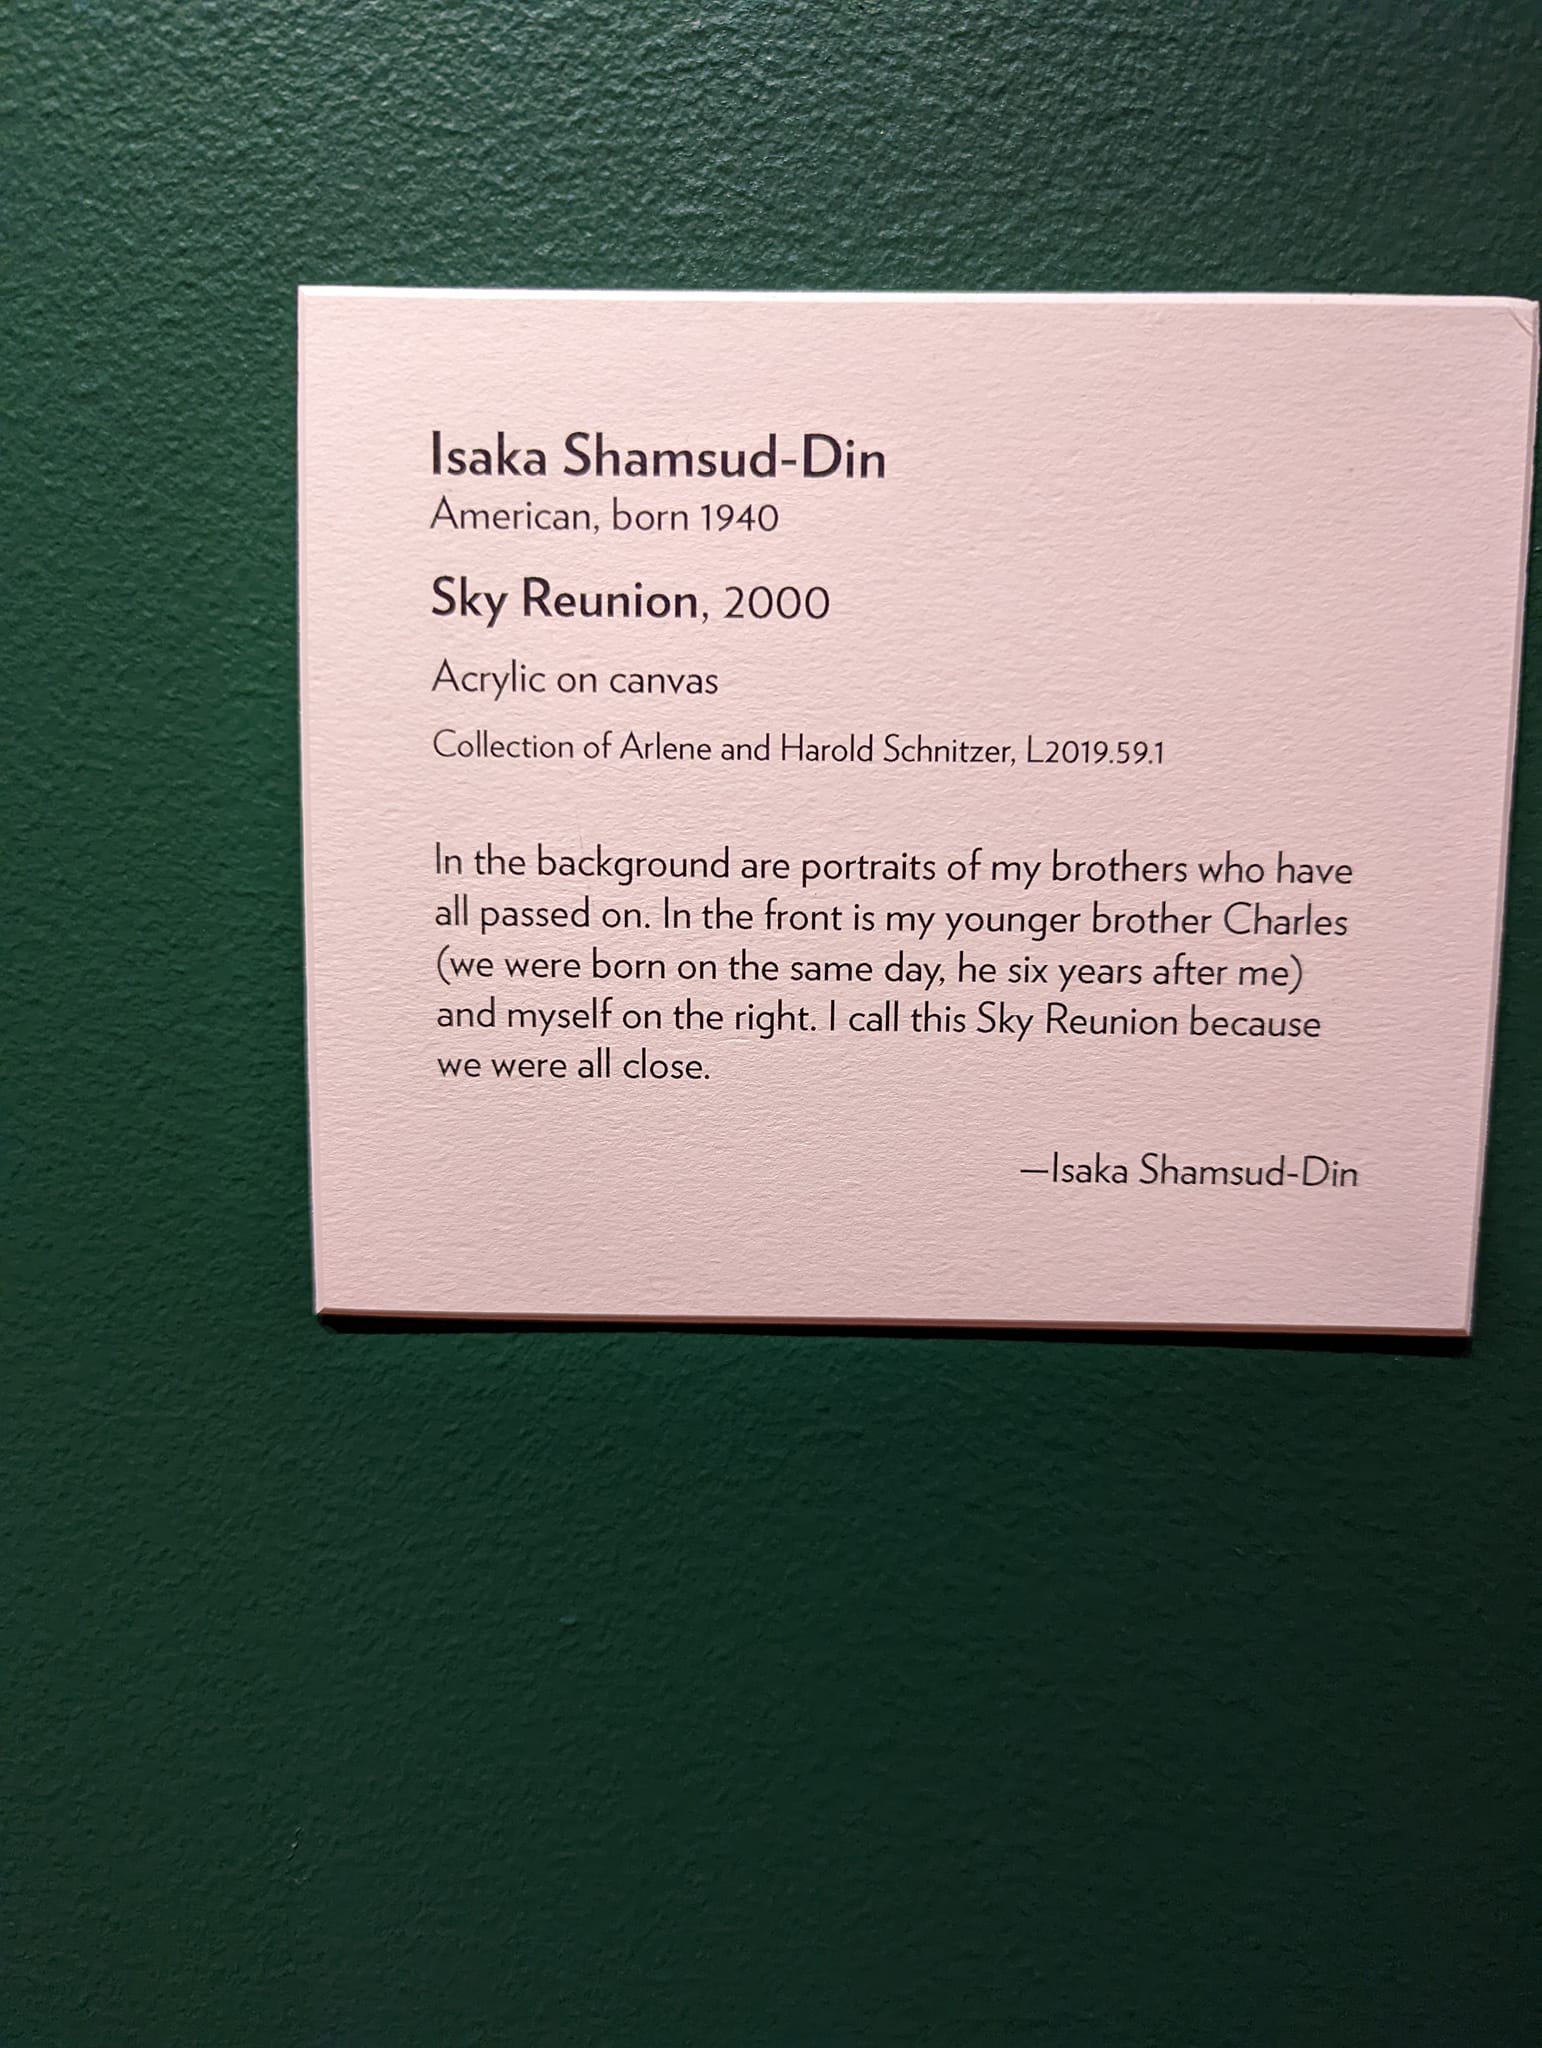 Isaka Shamsud-Din
American, born 1940
Sky Reunion, 2000
Acrylic on canvas
Collection of Arlene and Harold Schnitzer, L2019.59.1
In the background are portraits of my brothers who have
all passed on. In the front is my younger brother Charles
(we were born on the same day, he six years after me)
and myself on the right. I call this Sky Reunion because
we were all close.
—Isaka Shamsud-Din